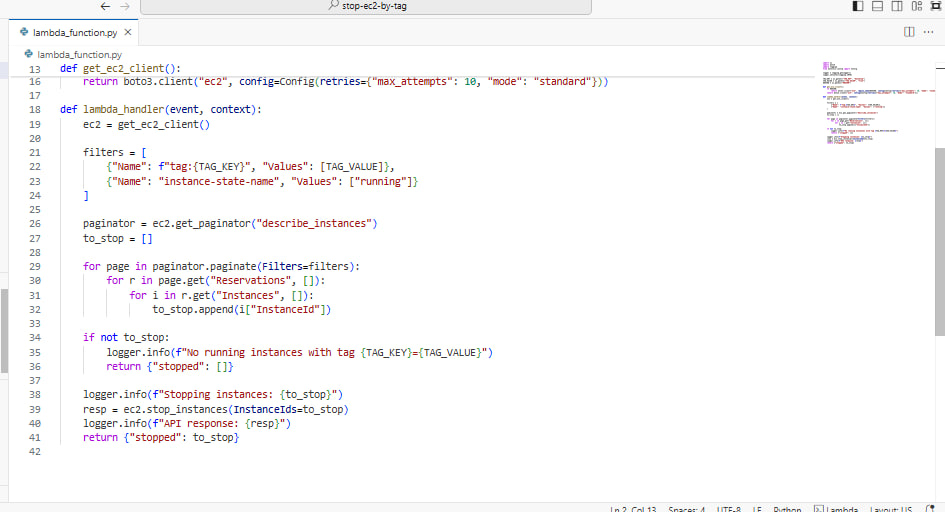 stop-ec2-by-tag
lambda_function.py
lambda_function.py
13 def get_ec2_client():
16 return boto3.client("ec2", config=Config(retries={"max_attempts": 10, "mode": "standard"}))
17
18 def lambda_handler(event, context):
19 ec2 = get_ec2_client()
20
21 filters = [
22 {"Name": f"tag:{TAG_KEY}", "Values": [TAG_VALUE]},
23 {"Name": "instance-state-name", "Values": ["running"]}
24 ]
25
26 paginator = ec2.get_paginator("describe_instances")
27 to_stop = []
28
29 for page in paginator.paginate(Filters=filters):
30 for r in page.get("Reservations", []):
31 for i in r.get("Instances", []):
32 to_stop.append(i["InstanceId"])
33
34 if not to_stop:
35 logger.info(f"No running instances with tag {TAG_KEY}={TAG_VALUE}")
36 return {"stopped": []}
37
38 logger.info(f"Stopping instances: {to_stop}")
39 resp = ec2.stop_instances(InstanceIds=to_stop)
40 logger.info(f"API response: {resp}")
41 return {"stopped": to_stop}
42
Ln 2, Col 13 Spaces: 4 UTF-8 LF Python Lambda Layout: US